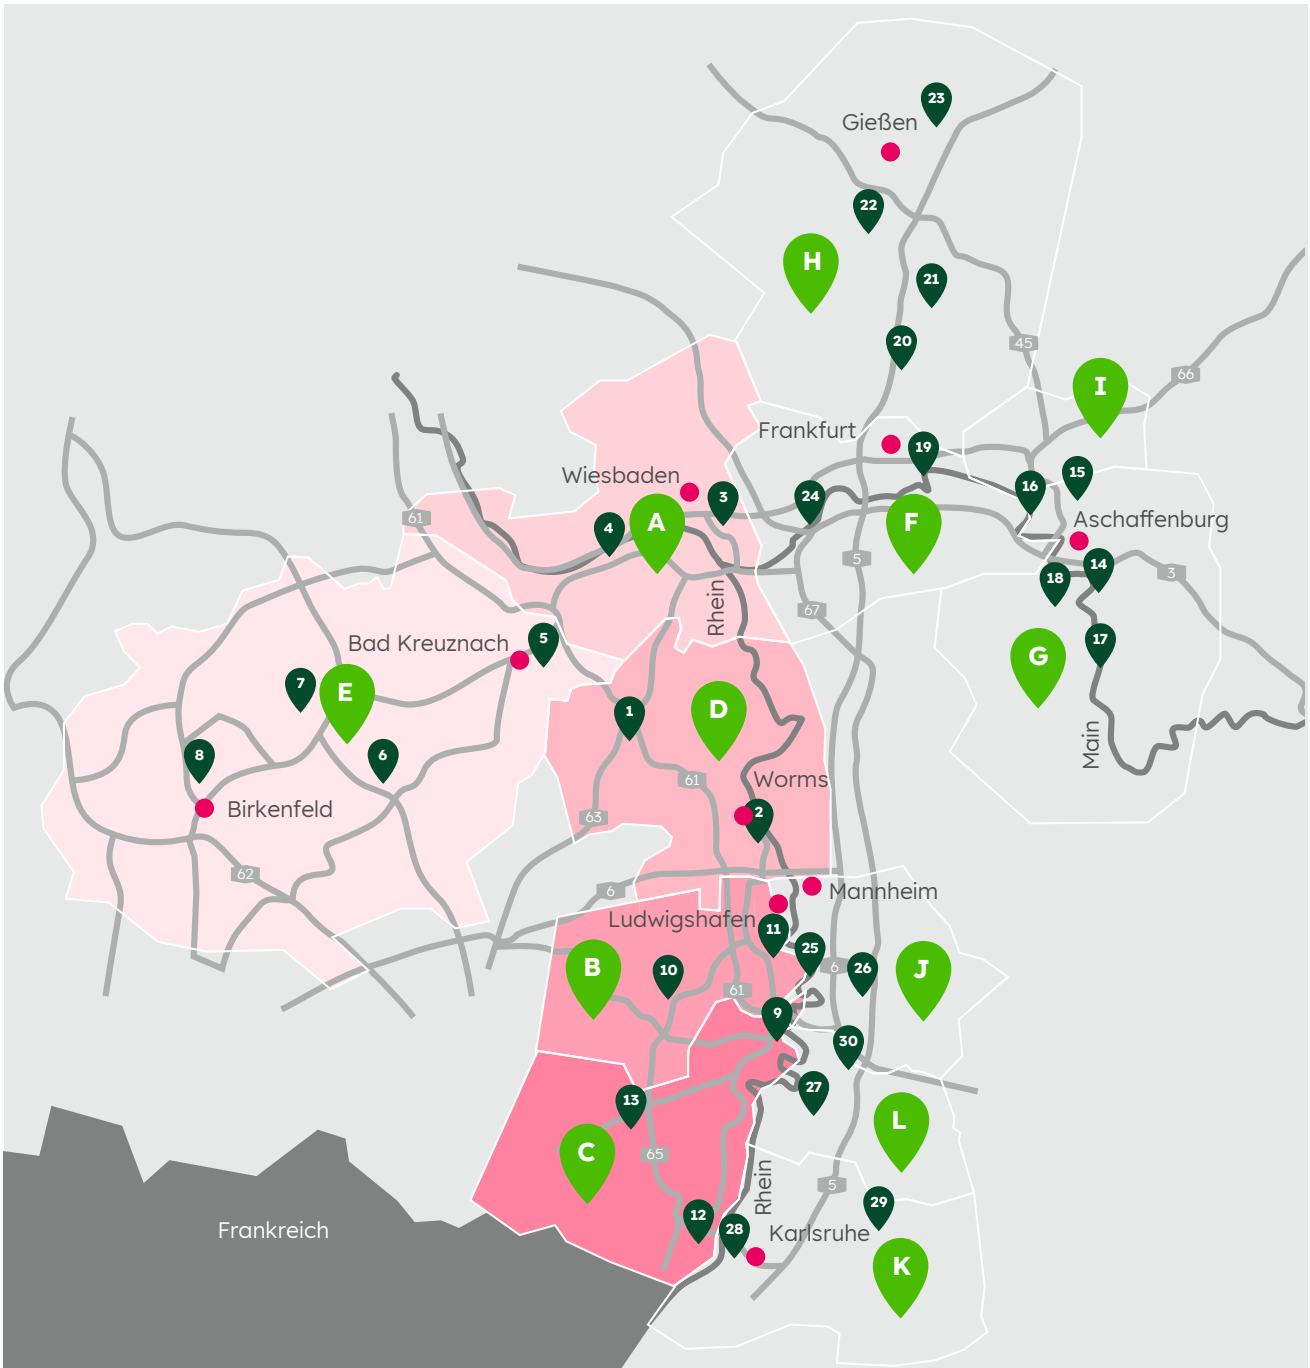 23
Gießen
22
H
21
20
45
66
I
Frankfurt
19
Wiesbaden
3
24
16
15
61
4
A
F
Aschaffenburg
5
14
3
18
Rhein
67
Bad Kreuznach
5
17
G
7
E
1
D
Main
8
6
61
Worms
Birkenfeld
63
2
62
6
Mannheim
Ludwigshafen
11
25
B
10
6
26
J
61
9
30
13
27
L
C
65
Rhein
5
12
28
29
Karlsruhe
Frankreich
K